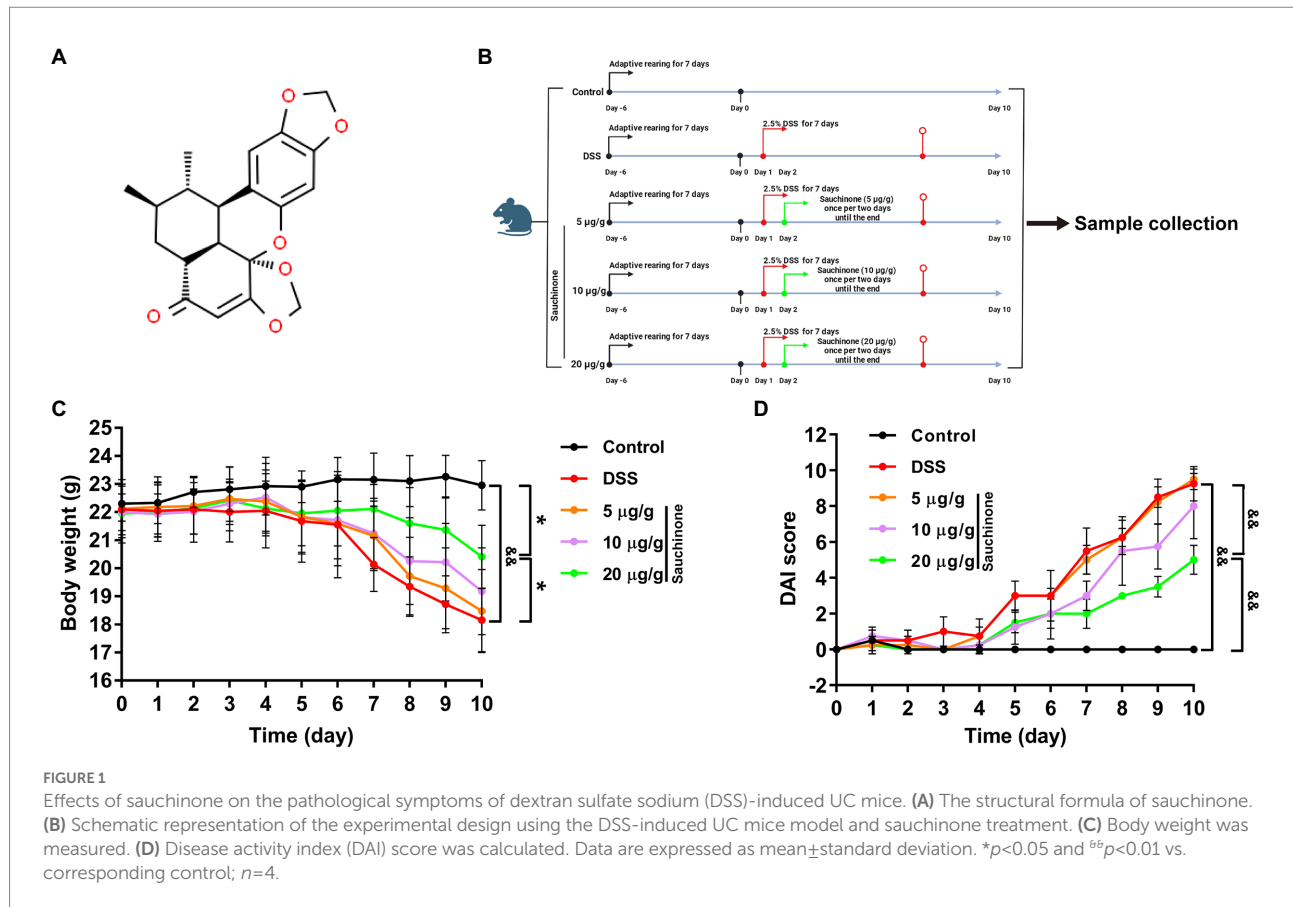 A
O
O
O
O
O
O
B
Adaptive rearing for 7 days
Control
Day -6
Day 0
Day 10
Adaptive rearing for 7 days
2.5% DSS for 7 days
DSS
Day -6
Day 0
Day 1
Day 2
Day 10
Adaptive rearing for 7 days
2.5% DSS for 7 days
Sauchinone (5 µg/g)
once per two days
until the end
5 µg/g
Day -6
Day 0
Day 1
Day 2
Day 10
Adaptive rearing for 7 days
2.5% DSS for 7 days
Sauchinone (10 µg/g)
once per two days
until the end
10 µg/g
Day -6
Day 0
Day 1
Day 2
Day 10
Adaptive rearing for 7 days
2.5% DSS for 7 days
Sauchinone (20 µg/g)
once per two days
until the end
20 µg/g
Day -6
Day 0
Day 1
Day 2
Day 10
Sauchinone
Sample collection
C
Body weight (g)
25
24
23
22
21
20
19
18
17
16
0 1 2 3 4 5 6 7 8 9 10
Time (day)
Control
DSS
5 µg/g
10 µg/g
20 µg/g
Sauchinone
&&
*
*
D
DAI score
12
10
8
6
4
2
0
-2
0 1 2 3 4 5 6 7 8 9 10
Time (day)
Control
DSS
5 µg/g
10 µg/g
20 µg/g
Sauchinone
&&
&&
&&
FIGURE 1
Effects of sauchinone on the pathological symptoms of dextran sulfate sodium (DSS)-induced UC mice. (A) The structural formula of sauchinone.
(B) Schematic representation of the experimental design using the DSS-induced UC mice model and sauchinone treatment. (C) Body weight was
measured. (D) Disease activity index (DAI) score was calculated. Data are expressed as mean±standard deviation. *p<0.05 and &&p<0.01 vs.
corresponding control; n=4.